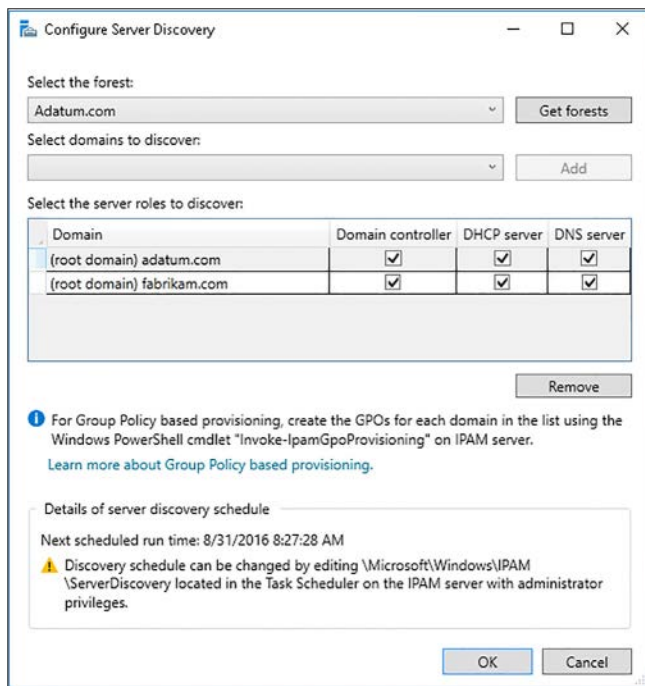 Configure Server Discovery
Select the forest:
Adatum.com
Get forests
Select domains to discover:
Add
Select the server roles to discover:
Domain Domain controller DHCP server DNS server
(root domain) adatum.com
(root domain) fabrikam.com
Remove
For Group Policy based provisioning, create the GPOs for each domain in the list using the
Windows PowerShell cmdlet "Invoke-IpamGpoProvisioning" on IPAM server.
Learn more about Group Policy based provisioning.
Details of server discovery schedule
Next scheduled run time: 8/31/2016 8:27:28 AM
Discovery schedule can be changed by editing \Microsoft\Windows\IPAM
\ServerDiscovery located in the Task Scheduler on the IPAM server with administrator
privileges.
OK Cancel